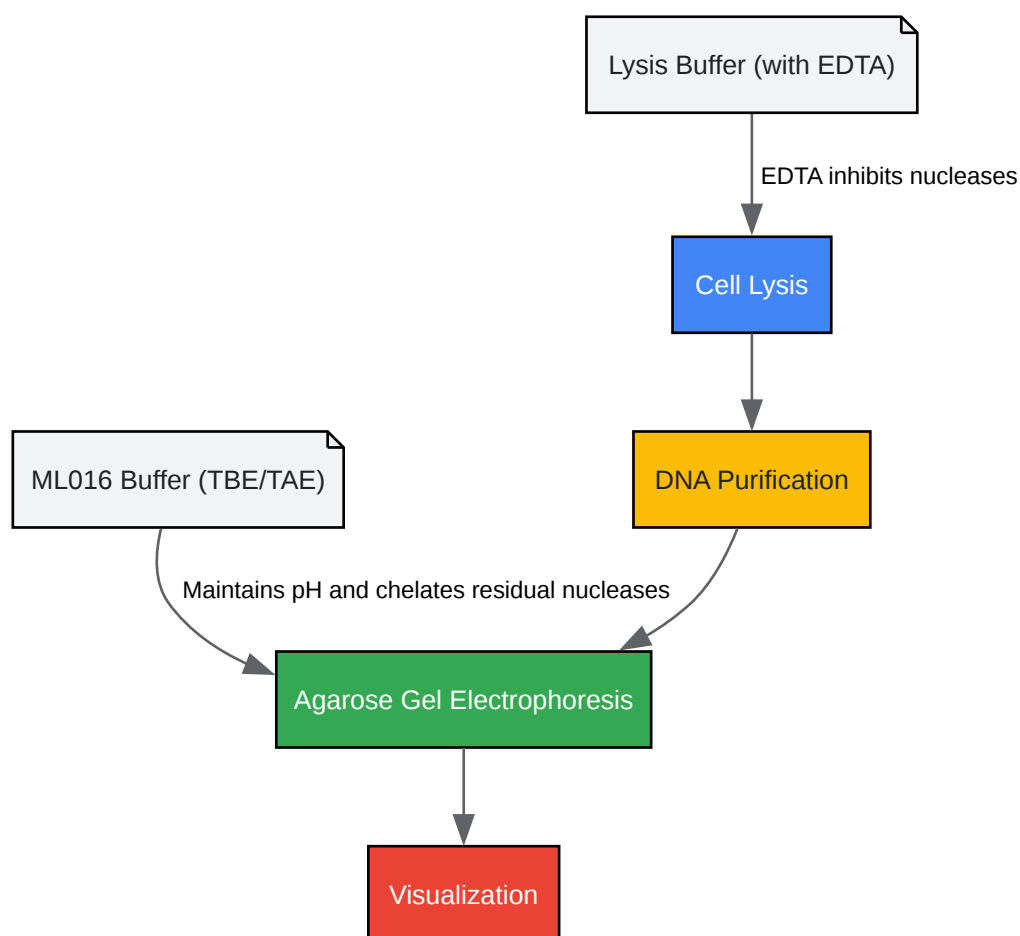 Lysis Buffer (with EDTA)
EDTA inhibits nucleases
Cell Lysis
ML016 Buffer (TBE/TAE)
DNA Purification
Maintains pH and chelates residual nucleases
Agarose Gel Electrophoresis
Visualization